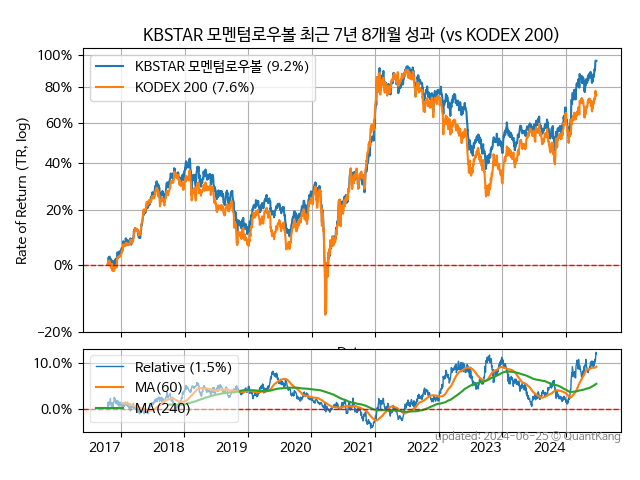 KBSTAR 모멘텀로우볼 최근 7년 8개월 성과 (vs KODEX 200)
Rate of Return (TR, log)
100%
80%
60%
40%
20%
0%
−20%
KBSTAR 모멘텀로우볼 (9.2%)
KODEX 200 (7.6%)
10.0%
0.0%
Relative (1.5%)
MA(60)
MA(240)
2017 2018 2019 2020 2021 2022 2023 2024
Updated: 2024-06-25 © QuantKang